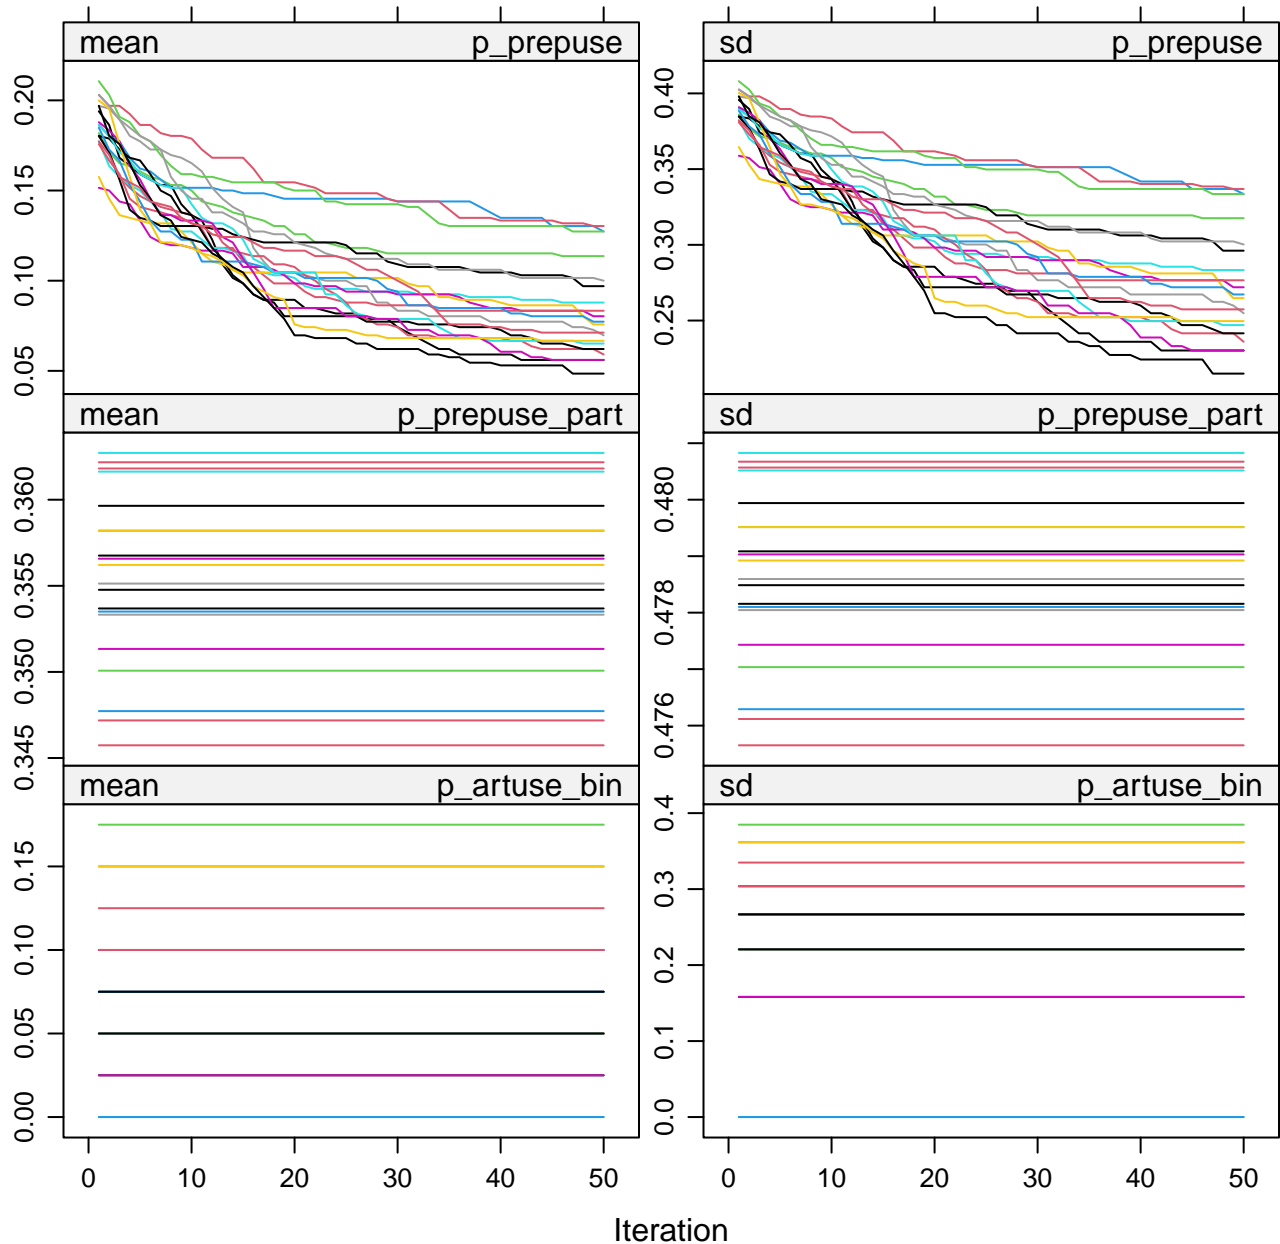 mean p_prepuse sd p_prepuse
0.20 0.15 0.10 0.05
0.40 0.35 0.30 0.25
mean p_prepuse_part sd p_prepuse_part
0.360 0.355 0.350 0.345
0.480 0.478 0.476
mean p_artuse_bin sd p_artuse_bin
0.15 0.10 0.05 0.00
0.4 0.3 0.2 0.1 0.0
0 10 20 30 40 50 0 10 20 30 40 50
Iteration